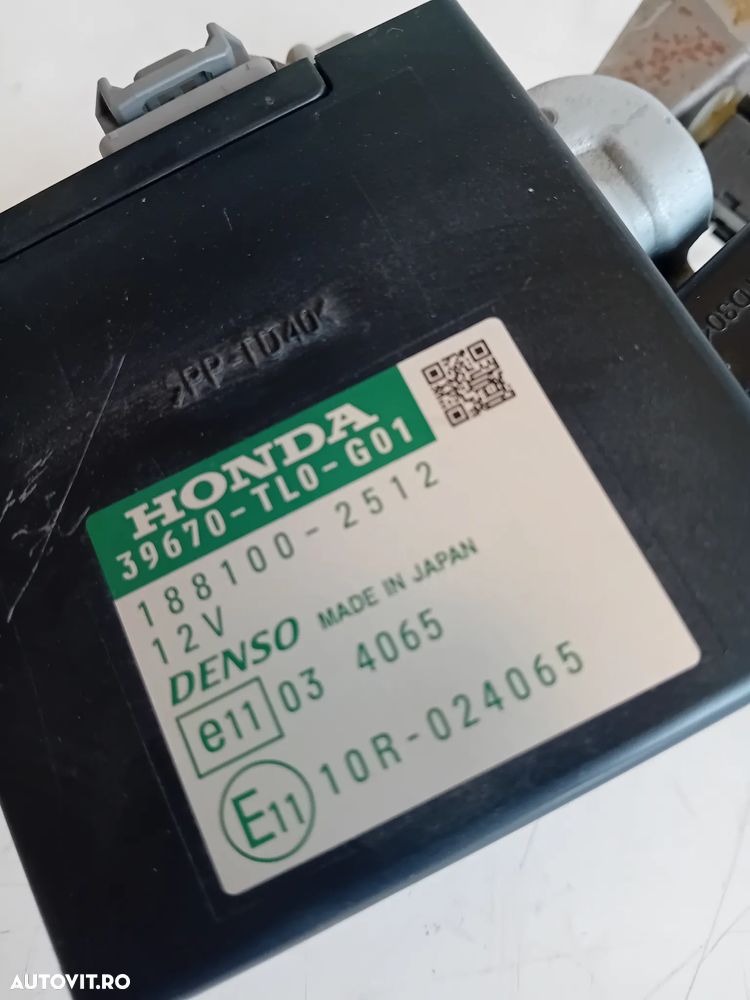 >PP-TD40<
HONDA
39670-TL0-G01
188100-2512
12V
DENSO MADE IN JAPAN
e11 03 4065
E11 10R-024065
AUTOVIT.RO